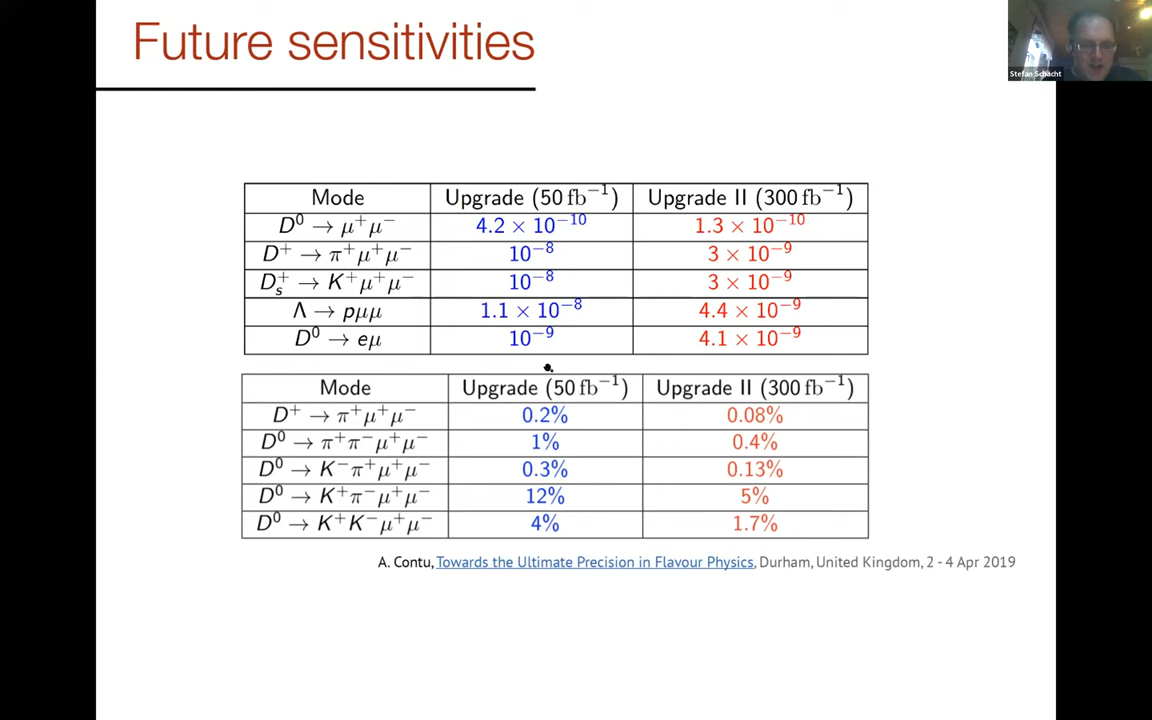 Future sensitivities
Stefan Schacht
Mode Upgrade (50 fb⁻¹) Upgrade II (300 fb⁻¹)
D⁰ → μ⁺μ⁻ 4.2 × 10⁻¹⁰ 1.3 × 10⁻¹⁰
D⁺ → π⁺μ⁺μ⁻ 10⁻⁸ 3 × 10⁻⁹
Dₛ⁺ → K⁺μ⁺μ⁻ 10⁻⁸ 3 × 10⁻⁹
Λ → pμμ 1.1 × 10⁻⁸ 4.4 × 10⁻⁹
D⁰ → eμ 10⁻⁹ 4.1 × 10⁻⁹
Mode Upgrade (50 fb⁻¹) Upgrade II (300 fb⁻¹)
D⁺ → π⁺μ⁺μ⁻ 0.2% 0.08%
D⁰ → π⁺π⁻μ⁺μ⁻ 1% 0.4%
D⁰ → K⁻π⁺μ⁺μ⁻ 0.3% 0.13%
D⁰ → K⁺π⁻μ⁺μ⁻ 12% 5%
D⁰ → K⁺K⁻μ⁺μ⁻ 4% 1.7%
A. Contu, Towards the Ultimate Precision in Flavour Physics, Durham, United Kingdom, 2 - 4 Apr 2019